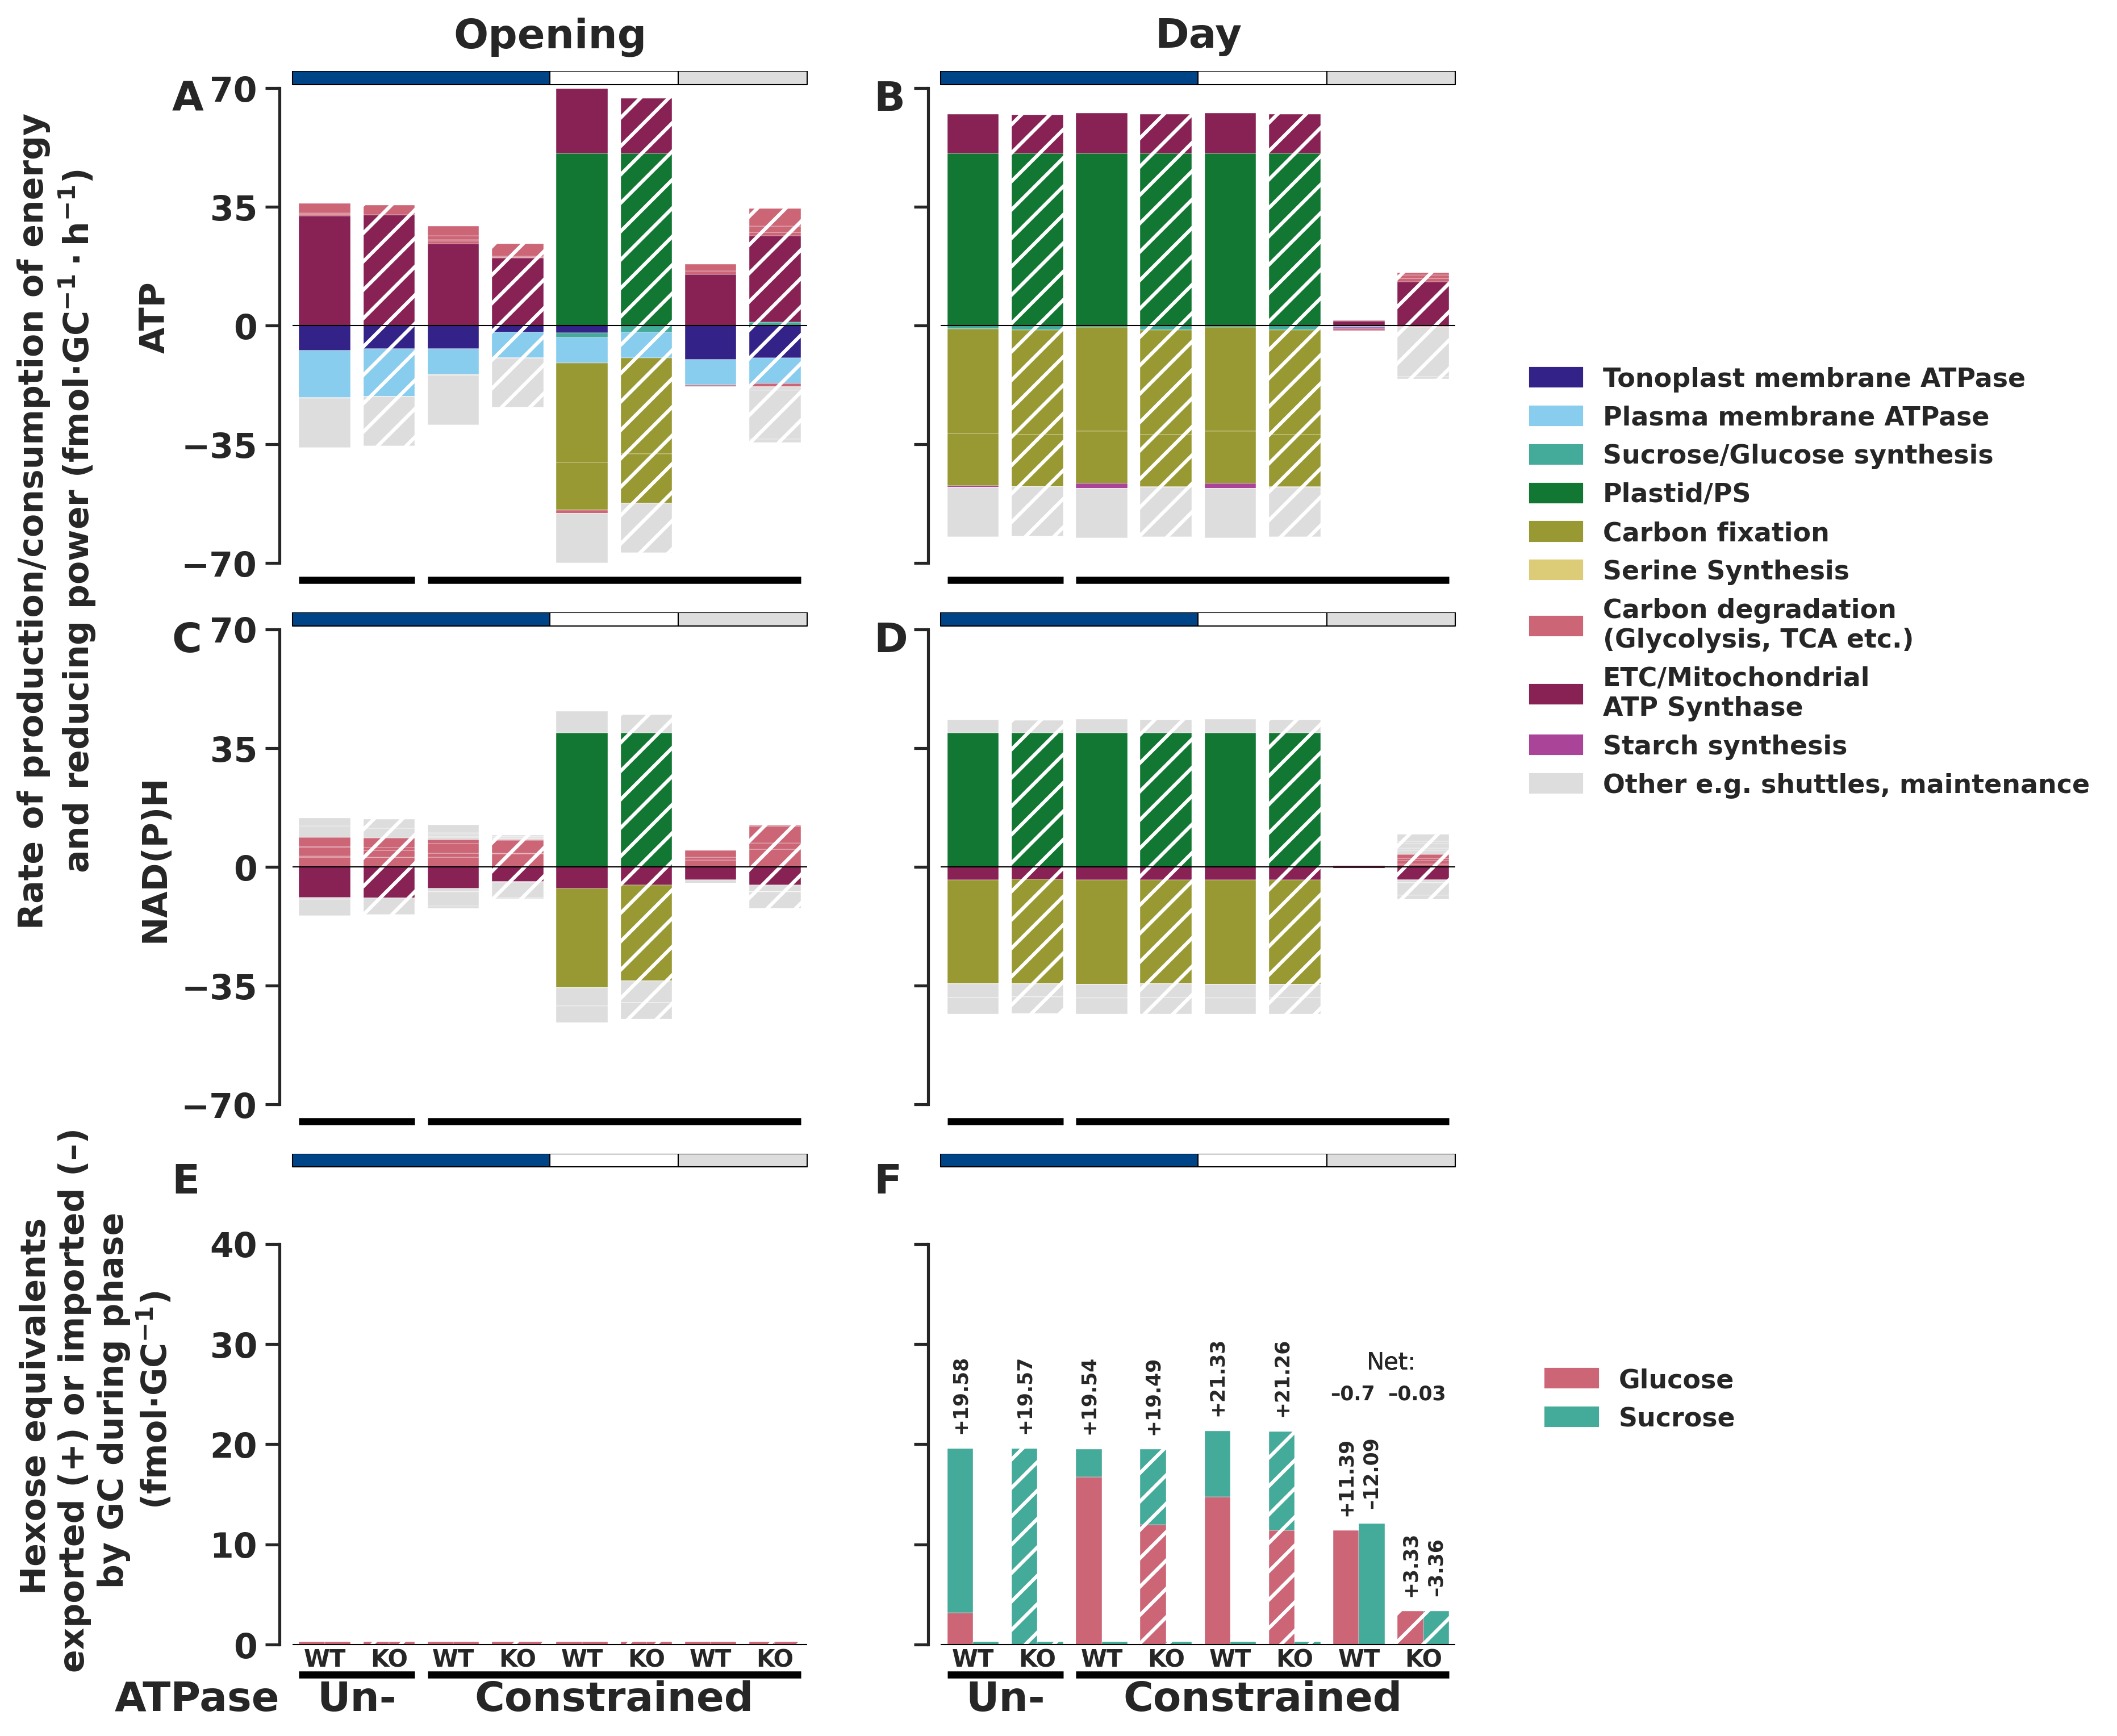 Opening
Day
Rate of production/consumption of energy
and reducing power (fmol·GC⁻¹· h⁻¹)
A
70
35
0
−35
−70
ATP
B
Tonoplast membrane ATPase
Plasma membrane ATPase
Sucrose/Glucose synthesis
Plastid/PS
Carbon fixation
Serine Synthesis
Carbon degradation
(Glycolysis, TCA etc.)
ETC/Mitochondrial
ATP Synthase
Starch synthesis
Other e.g. shuttles, maintenance
C
70
35
0
−35
−70
NAD(P)H
D
Hexose equivalents
exported (+) or imported (–)
by GC during phase
(fmol·GC⁻¹)
E
40
30
20
10
0
WT KO WT KO WT KO WT KO
F
+19.58
+19.57
+19.54
+19.49
+21.33
+21.26
Net:
–0.7 –0.03
+11.39
–12.09
+3.33
–3.36
WT KO WT KO WT KO WT KO
Glucose
Sucrose
ATPase Un- Constrained Un- Constrained